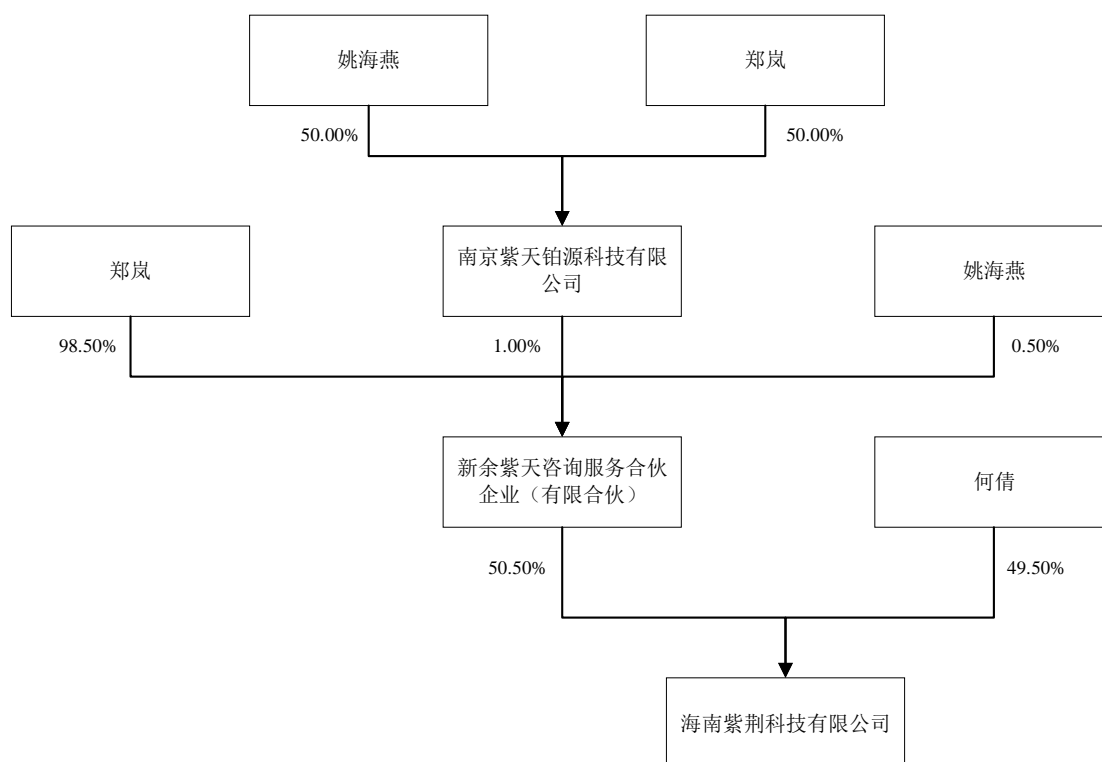 姚海燕
郑岚
50.00%
50.00%
郑岚
南京紫天铂源科技有限
公司
姚海燕
98.50%
1.00%
0.50%
新余紫天咨询服务合伙
企业（有限合伙）
何倩
50.50%
49.50%
海南紫荆科技有限公司